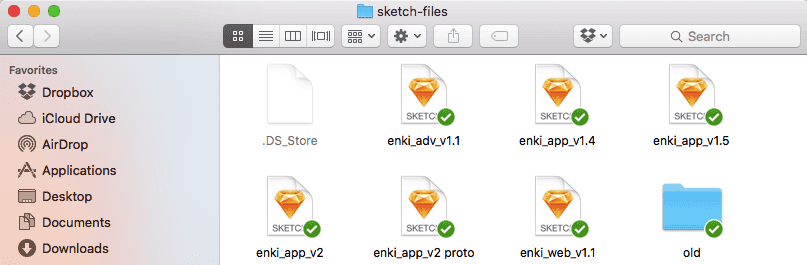 sketch-files
Search
Favorites
Dropbox
iCloud Drive
AirDrop
Applications
Desktop
Documents
Downloads
.DS_Store
SKETCH
enki_adv_v1.1
SKETCH
enki_app_v1.4
SKETCH
enki_app_v1.5
SKETCH
enki_app_v2
SKETCH
enki_app_v2 proto
SKETCH
enki_web_v1.1
old